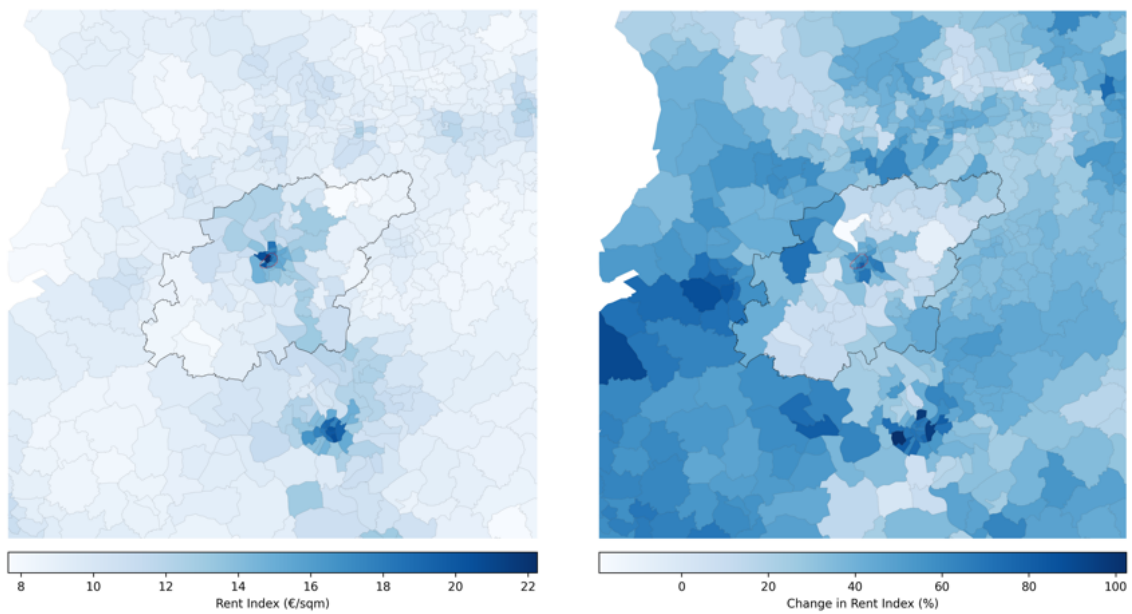 8 10 12 14 16 18 20 22
Rent Index (€/sqm)
0 20 40 60 80 100
Change in Rent Index (%)